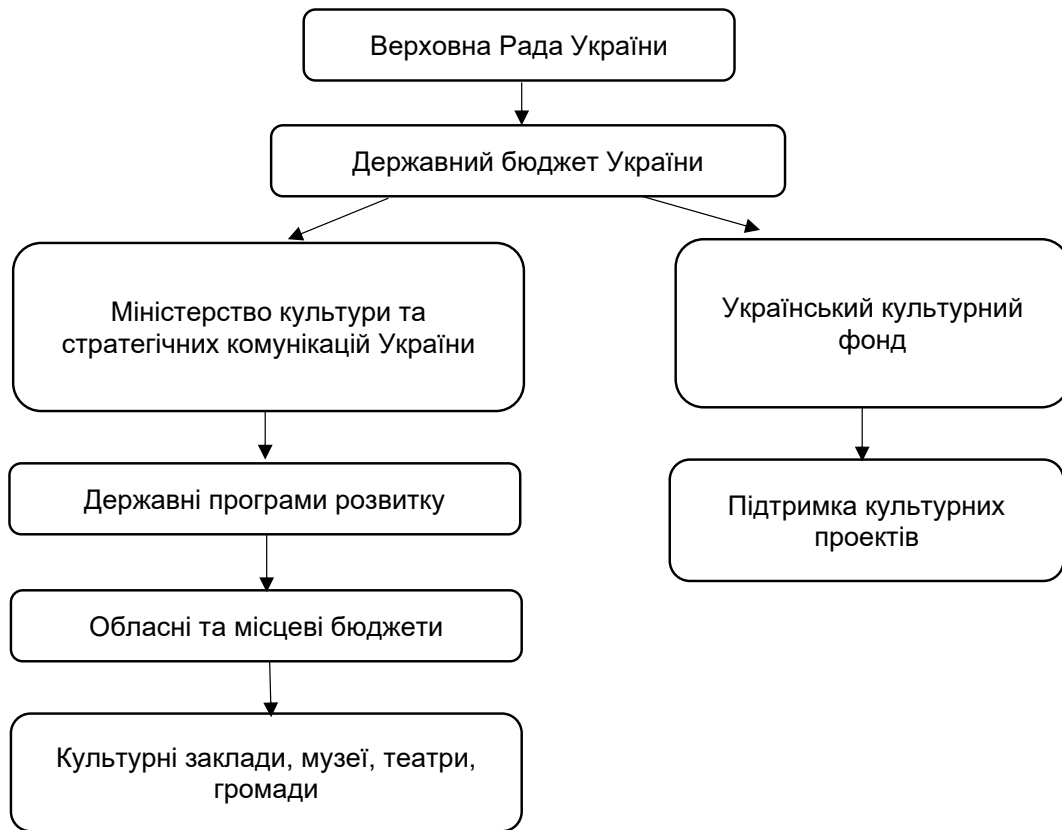 Верховна Рада України
Державний бюджет України
Міністерство культури та
стратегічних комунікацій України
Український культурний
фонд
Державні програми розвитку
Підтримка культурних
проектів
Обласні та місцеві бюджети
Культурні заклади, музеї, театри,
громади